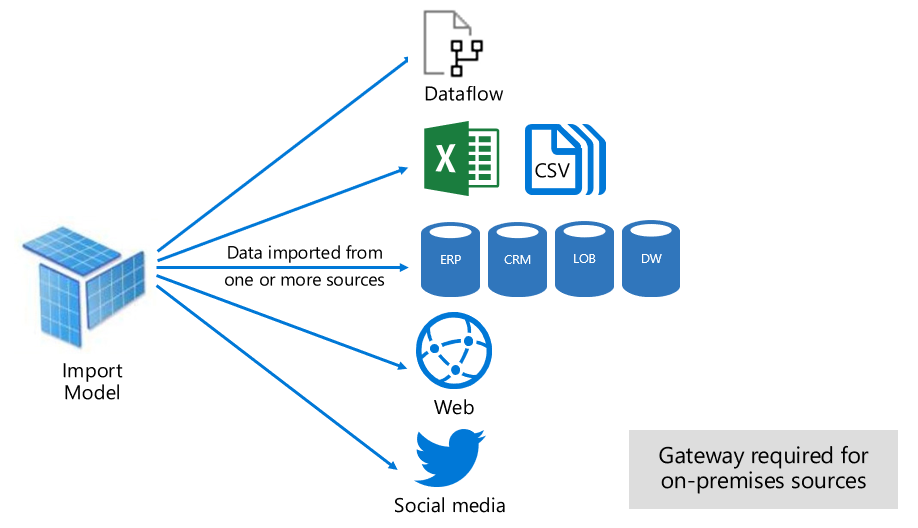 Dataflow
X
CSV
Data imported from
one or more sources
ERP
CRM
LOB
DW
Import
Model
Web
Social media
Gateway required for
on-premises sources